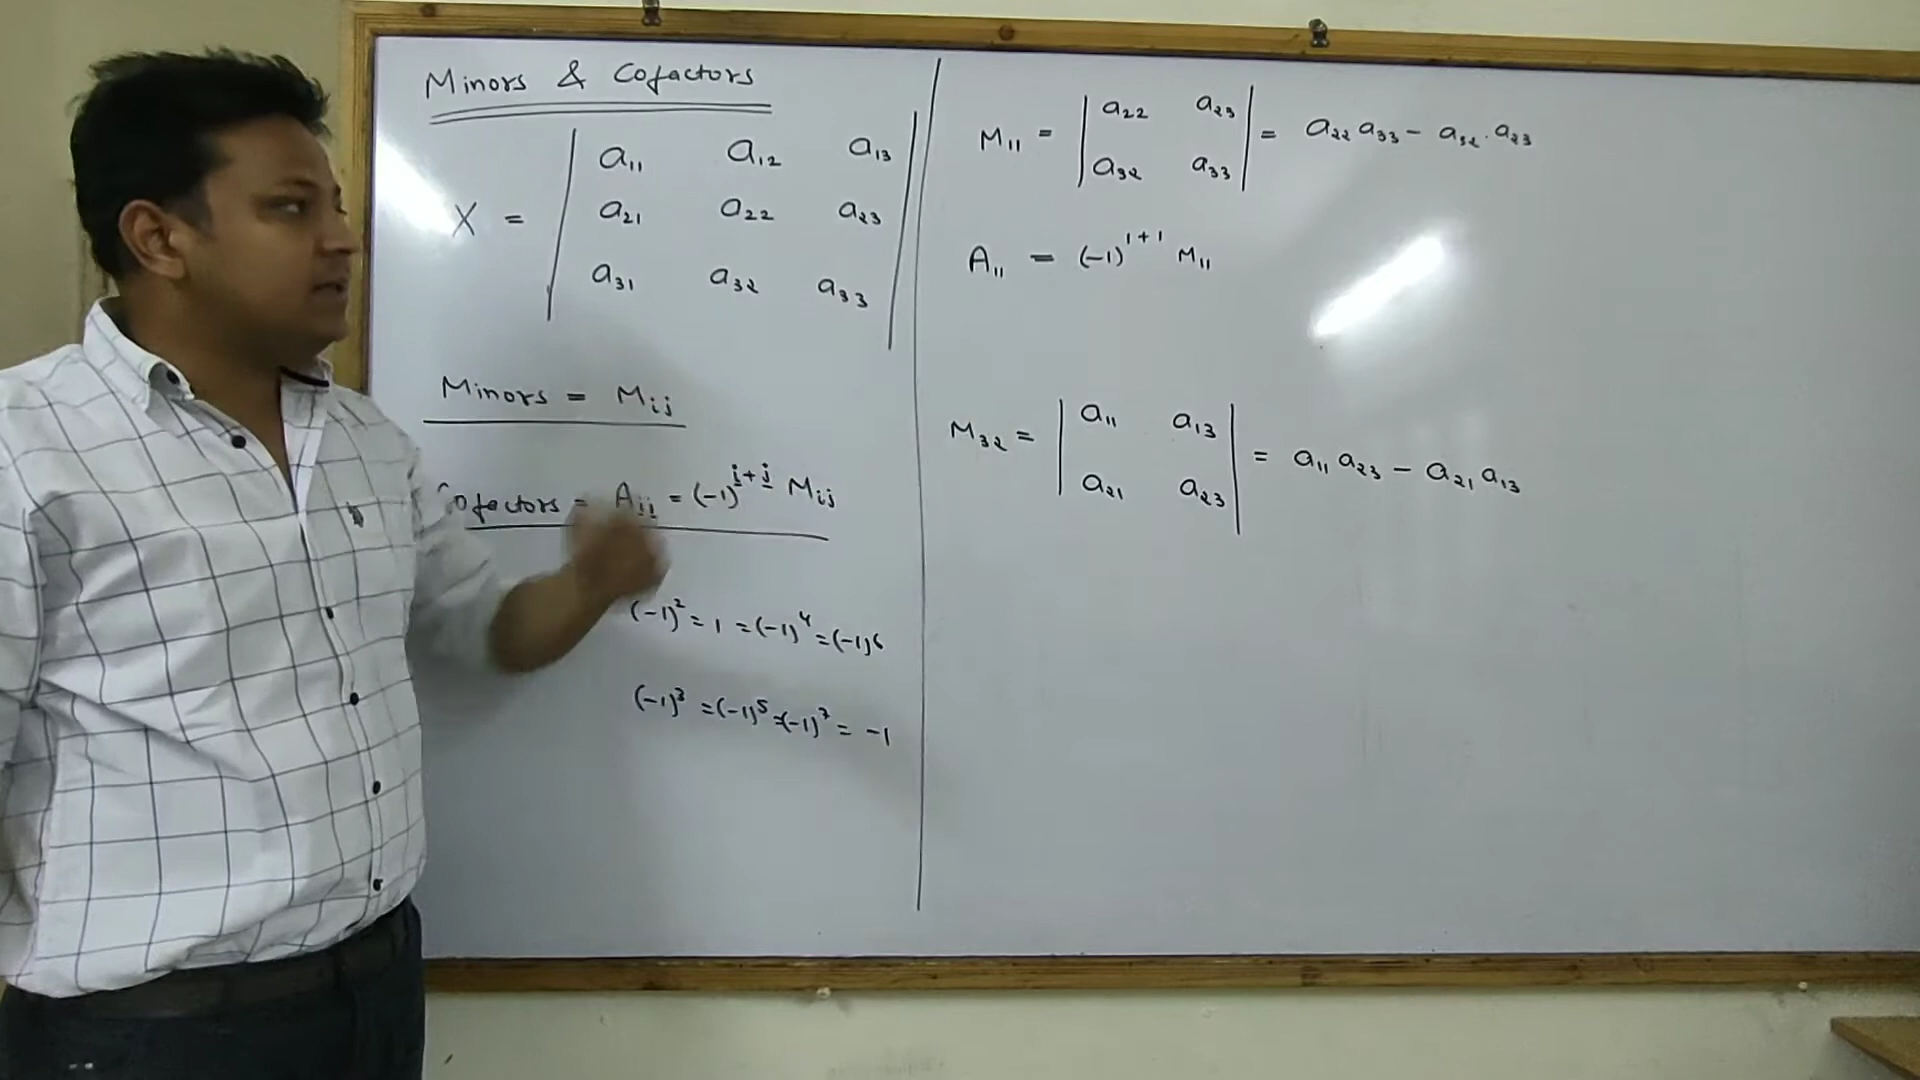 Minors & Cofactors
X = | a₁₁ a₁₂ a₁₃ |
| a₂₁ a₂₂ a₂₃ |
| a₃₁ a₃₂ a₃₃ |
Minors = Mᵢⱼ
Cofactors = Aᵢⱼ = (-1)ⁱ⁺ʲ Mᵢⱼ
(-1)² = 1 = (-1)⁴ = (-1)⁶
(-1)³ = (-1)⁵ = (-1)⁷ = -1
M₁₁ = | a₂₂ a₂₃ | = a₂₂ a₃₃ - a₃₂ . a₂₃
| a₃₂ a₃₃ |
A₁₁ = (-1)¹⁺¹ M₁₁
M₃₂ = | a₁₁ a₁₃ | = a₁₁ a₂₃ - a₂₁ a₁₃
| a₂₁ a₂₃ |